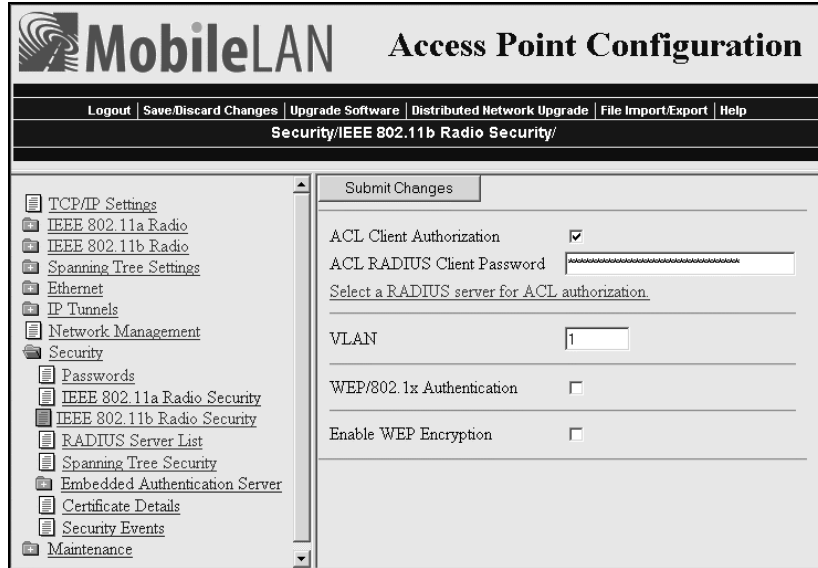 MobileLAN Access Point Configuration
Logout | Save/Discard Changes | Upgrade Software | Distributed Network Upgrade | File Import/Export | Help
Security/IEEE 802.11b Radio Security/
TCP/IP Settings
IEEE 802.11a Radio
IEEE 802.11b Radio
Spanning Tree Settings
Ethernet
IP Tunnels
Network Management
Security
Passwords
IEEE 802.11a Radio Security
IEEE 802.11b Radio Security
RADIUS Server List
Spanning Tree Security
Embedded Authentication Server
Certificate Details
Security Events
Maintenance
Submit Changes
ACL Client Authorization
ACL RADIUS Client Password
Select a RADIUS server for ACL authorization.
VLAN 1
WEP/802.1x Authentication
Enable WEP Encryption